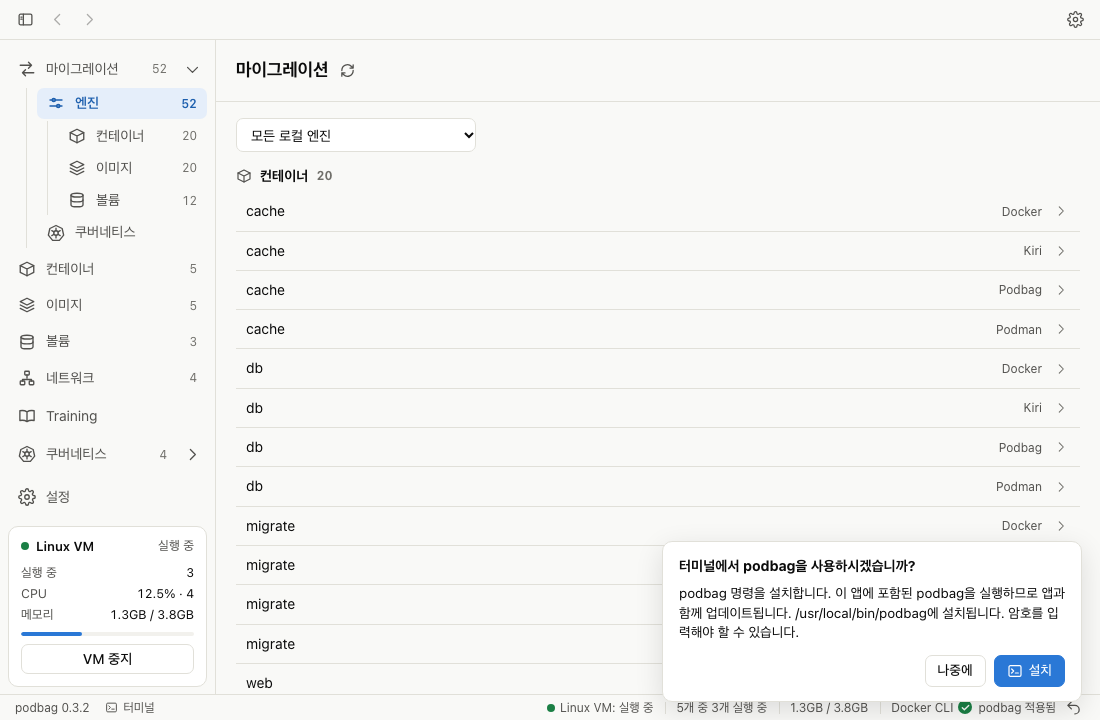 마이그레이션 52
엔진 52
컨테이너 20
이미지 20
볼륨 12
쿠버네티스
컨테이너 5
이미지 5
볼륨 3
네트워크 4
Training
쿠버네티스 4
설정
Linux VM 실행 중
실행 중 3
CPU 12.5% · 4
메모리 1.3GB / 3.8GB
VM 중지
마이그레이션
모든 로컬 엔진
컨테이너 20
cache Docker
cache Kiri
cache Podbag
cache Podman
db Docker
db Kiri
db Podbag
db Podman
migrate Docker
migrate
migrate
migrate
web
터미널에서 podbag을 사용하시겠습니까?
podbag 명령을 설치합니다. 이 앱에 포함된 podbag을 실행하므로 앱과
함께 업데이트됩니다. /usr/local/bin/podbag에 설치됩니다. 암호를 입
력해야 할 수 있습니다.
나중에 설치
podbag 0.3.2 터미널 Linux VM: 실행 중 5개 중 3개 실행 중 1.3GB / 3.8GB Docker CLI podbag 적용됨